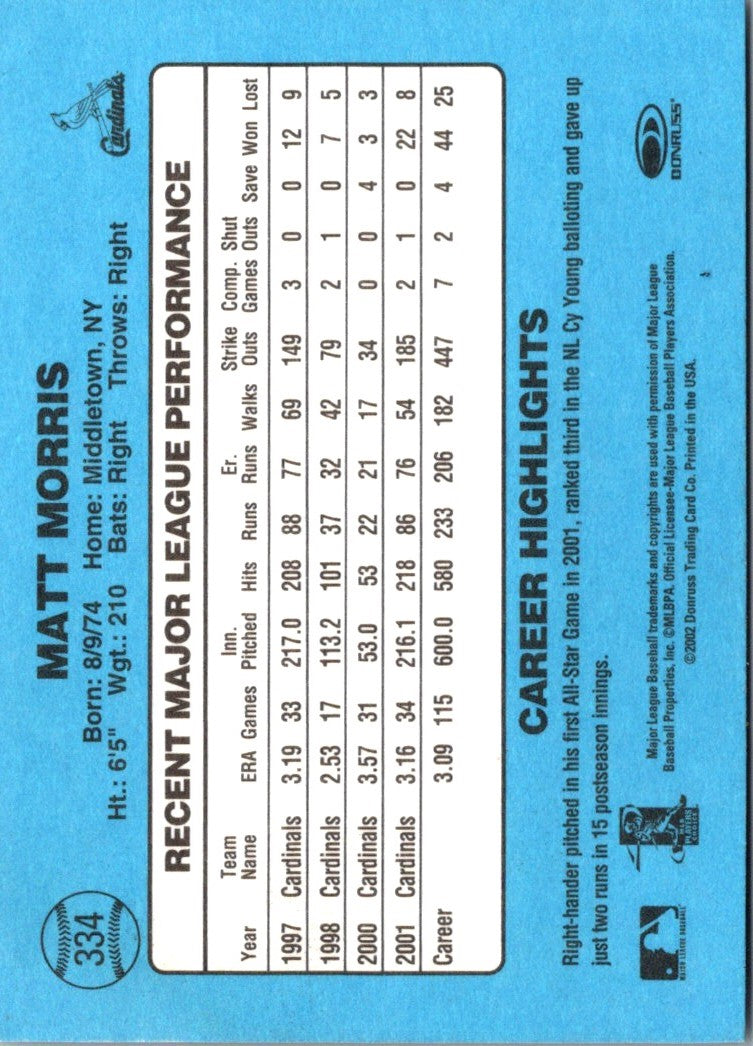 334
MATT MORRIS
Born: 8/9/74 Home: Middletown, NY
Ht.: 6'5" Wgt.: 210 Bats: Right Throws: Right
Cardinals
RECENT MAJOR LEAGUE PERFORMANCE
Year Team Name ERA Games Inn. Pitched Hits Runs Er. Runs Walks Strike Outs Comp. Games Shut Outs Save Won Lost
1997 Cardinals 3.19 33 217.0 208 88 77 69 149 3 0 0 12 9
1998 Cardinals 2.53 17 113.2 101 37 32 42 79 2 1 0 7 5
2000 Cardinals 3.57 31 53.0 53 22 21 17 34 0 0 4 3 3
2001 Cardinals 3.16 34 216.1 218 86 76 54 185 2 1 0 22 8
Career 3.09 115 600.0 580 233 206 182 447 7 2 4 44 25
CAREER HIGHLIGHTS
Right-hander pitched in his first All-Star Game in 2001, ranked third in the NL Cy Young balloting and gave up
just two runs in 15 postseason innings.
MAJOR LEAGUE BASEBALL
MLB PLAYERS CHOICE
Major League Baseball trademarks and copyrights are used with permission of Major League
Baseball Properties, Inc. ©MLBPA. Official Licensee-Major League Baseball Players Association.
©2002 Donruss Trading Card Co. Printed in the USA.
DONRUSS